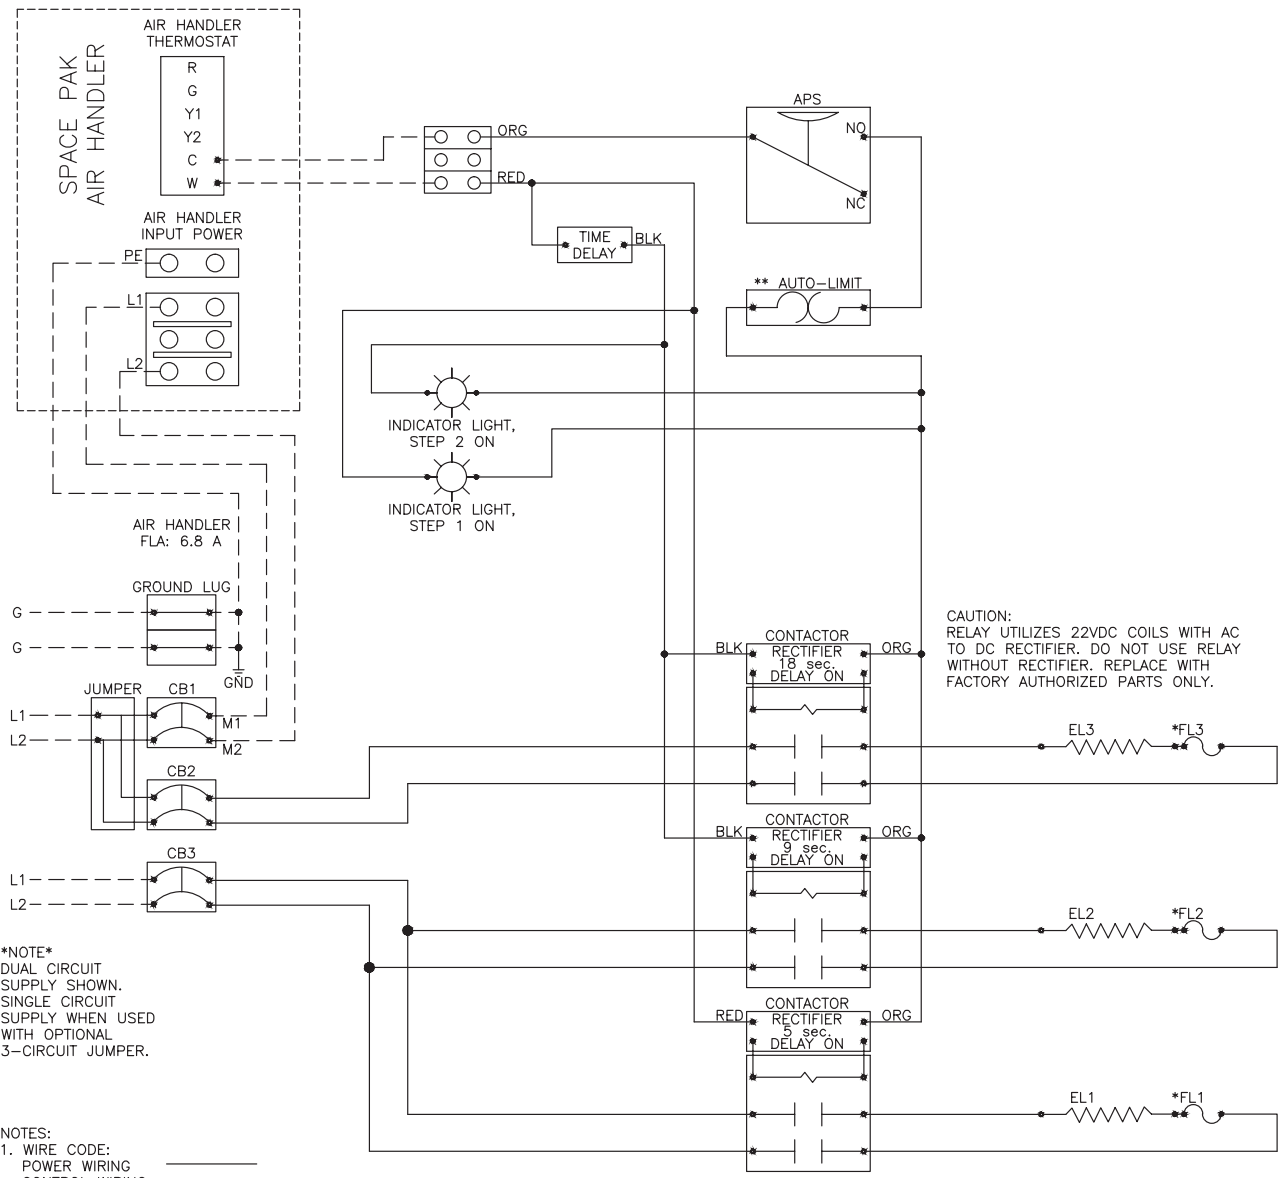 AIR HANDLER
THERMOSTAT
SPACE PAK
AIR HANDLER
R
G
Y1
Y2
C
W
AIR HANDLER
INPUT POWER
PE
L1
L2
ORG
RED
TIME
DELAY
BLK
APS
NO
NC
** AUTO-LIMIT
INDICATOR LIGHT,
STEP 2 ON
INDICATOR LIGHT,
STEP 1 ON
AIR HANDLER
FLA: 6.8 A
GROUND LUG
G
G
GND
JUMPER
CB1
L1
L2
M1
M2
CB2
CB3
L1
L2
CONTACTOR
BLK
RECTIFIER
ORG
18 sec.
DELAY ON
CAUTION:
RELAY UTILIZES 22VDC COILS WITH AC
TO DC RECTIFIER. DO NOT USE RELAY
WITHOUT RECTIFIER. REPLACE WITH
FACTORY AUTHORIZED PARTS ONLY.
EL3
*FL3
CONTACTOR
BLK
RECTIFIER
ORG
9 sec.
DELAY ON
EL2
*FL2
CONTACTOR
RED
RECTIFIER
ORG
5 sec.
DELAY ON
EL1
*FL1
*NOTE*
DUAL CIRCUIT
SUPPLY SHOWN.
SINGLE CIRCUIT
SUPPLY WHEN USED
WITH OPTIONAL
3-CIRCUIT JUMPER.
NOTES:
1. WIRE CODE:
POWER WIRING